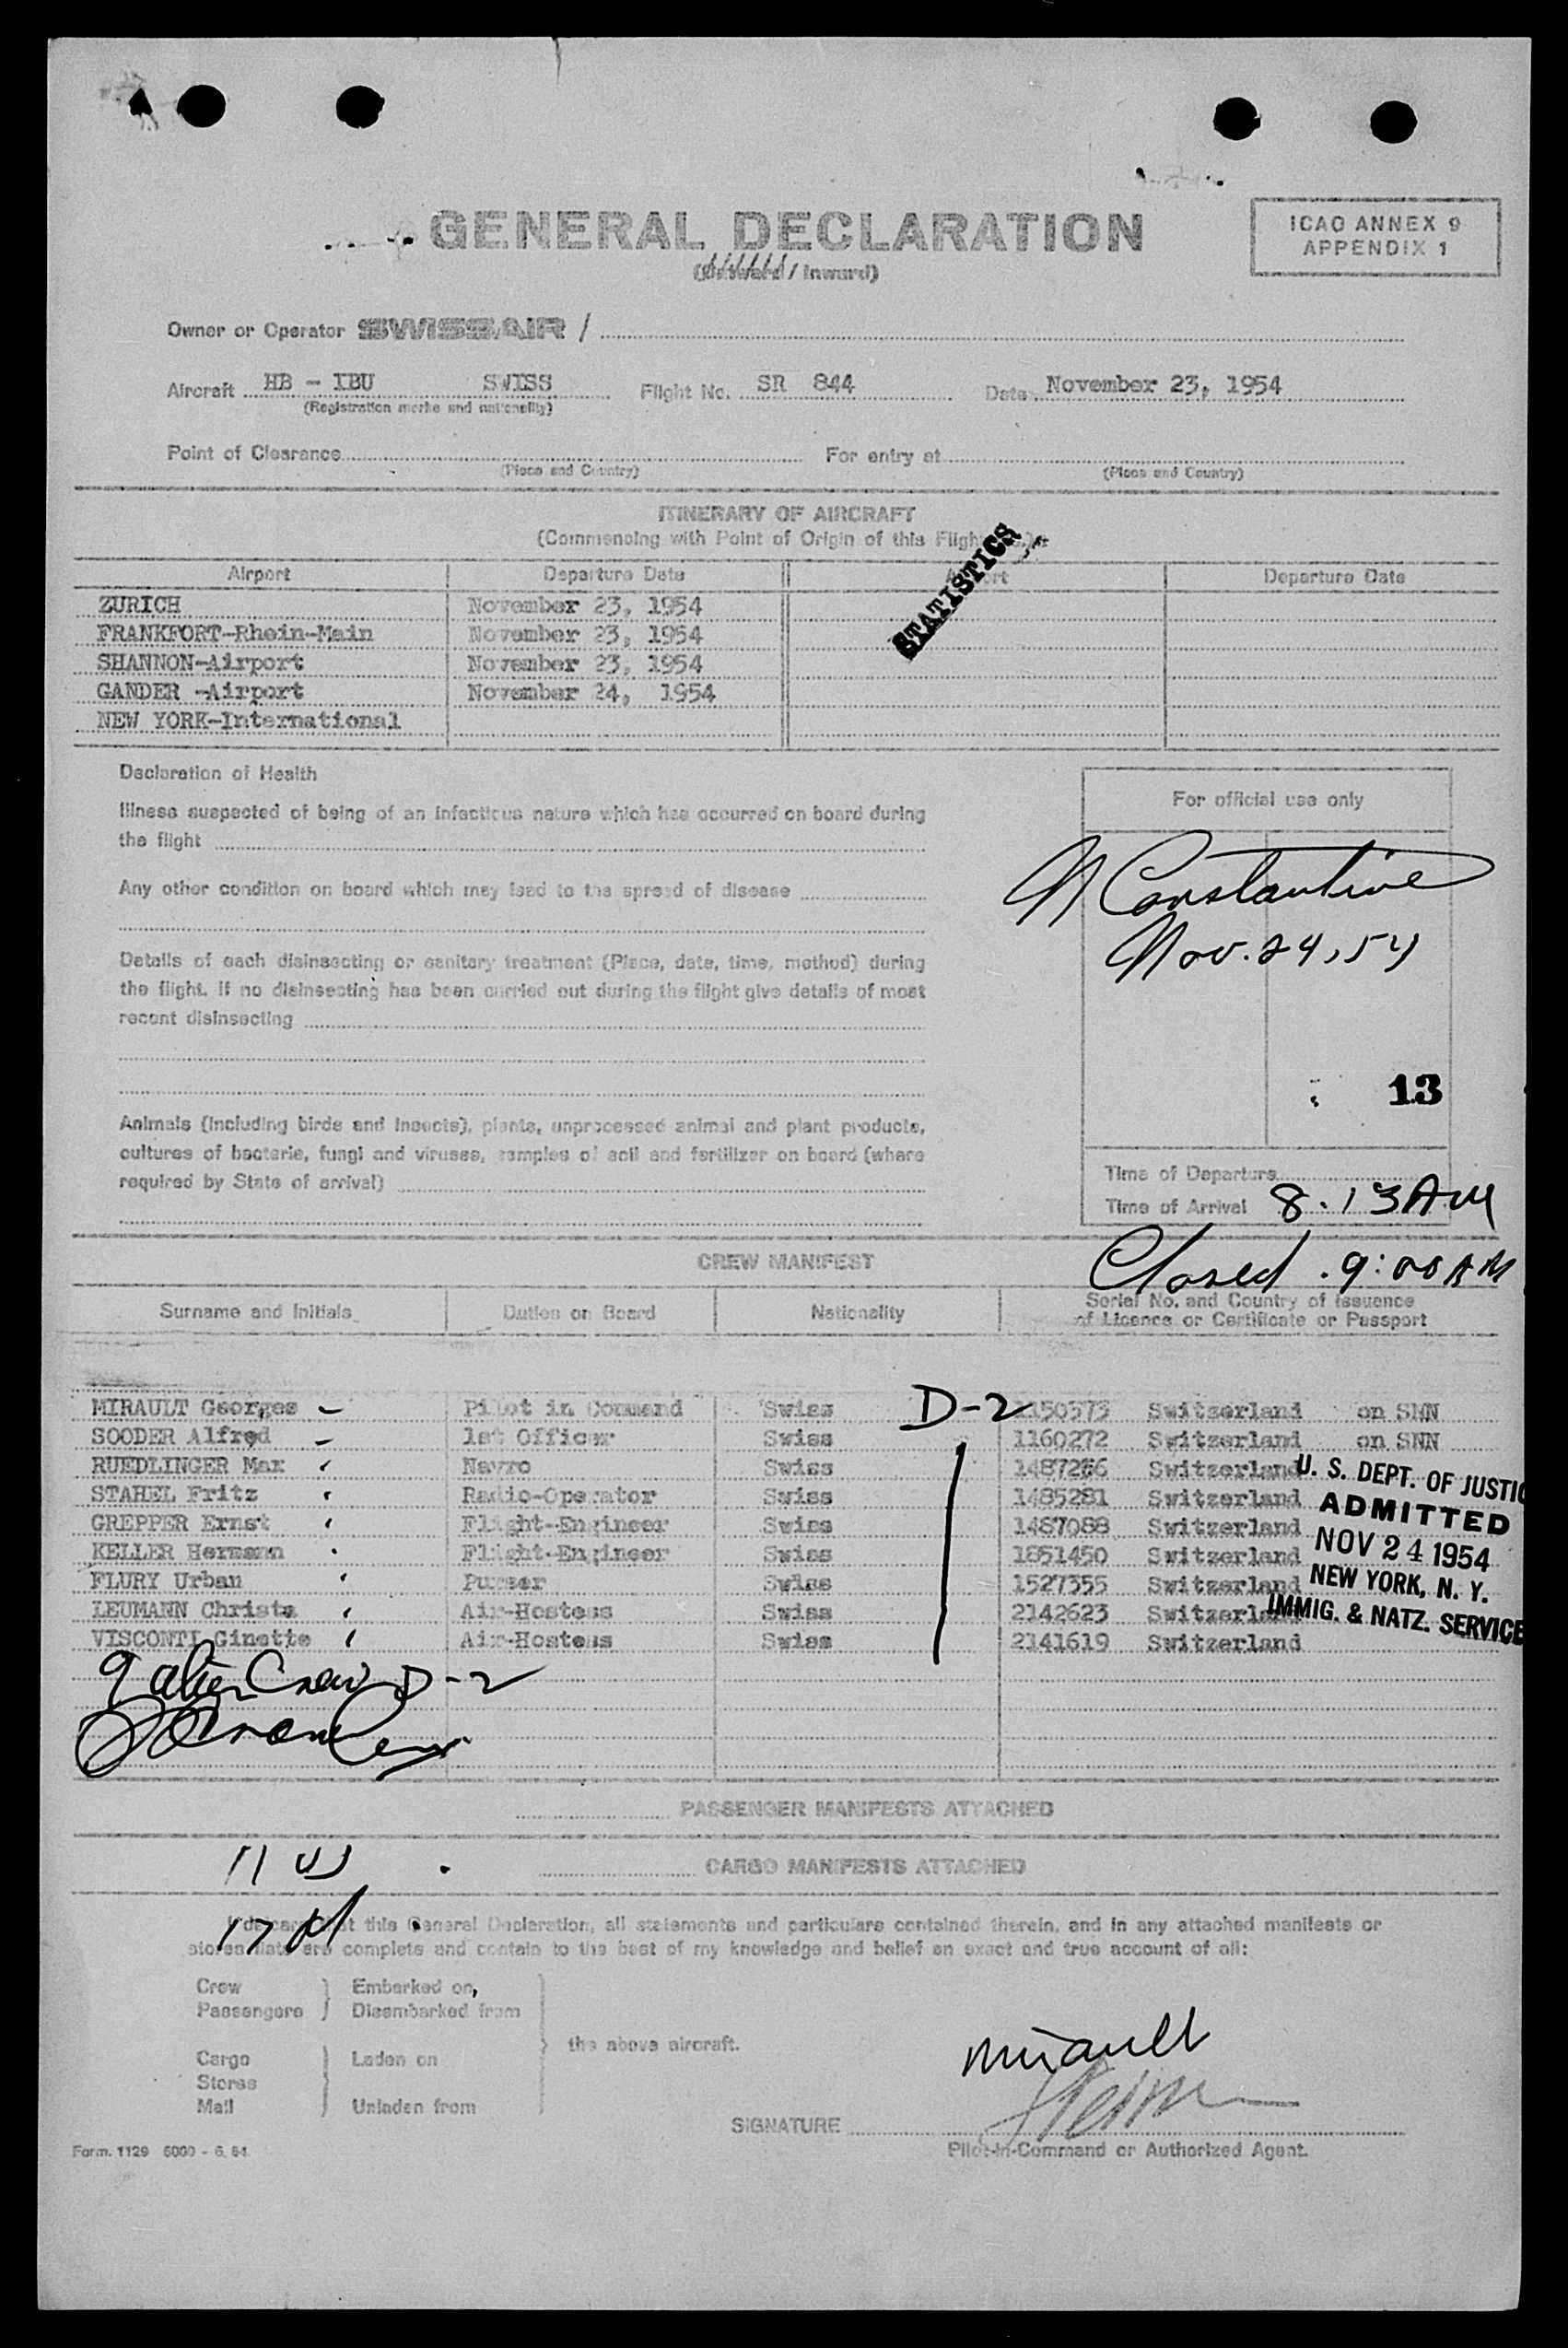 GENERAL DECLARATION
(Outward / Inward)
ICAO ANNEX 9
APPENDIX 1
Owner or Operator SWISSAIR /
Aircraft HB - IBU SWISS Flight No. SR 844 Date November 23, 1954
(Registration marks and nationality)
Point of Clearance For entry at
(Place and Country) (Place and Country)
ITINERARY OF AIRCRAFT
(Commencing with Point of Origin of this Flight
STATISTICS
Airport Departure Date Departure Date
ZURICH November 23, 1954
FRANKFORT-Rhein-Main November 23, 1954
SHANNON-Airport November 23, 1954
GANDER -Airport November 24, 1954
NEW YORK-International
Declaration of Health
Illness suspected of being of an infectious nature which has occurred on board during
the flight
Any other condition on board which may lead to the spread of disease
Details of each disinsecting or sanitary treatment (Place, date, time, method) during
the flight. If no disinsecting has been carried out during the flight give details of most
recent disinsecting
Animals (including birds and insects), plants, unprocessed animal and plant products,
cultures of bacteria, fungi and viruses, samples of soil and fertilizer on board (where
required by State of arrival)
For official use only
N Constantine
Nov. 24, 54
13
Time of Departure
Time of Arrival 8.13 AM
Closed . 9:00 AM
CREW MANIFEST
Surname and Initials Duties on Board Nationality Serial No. and Country of Issuance
of Licence or Certificate or Passport
MIRAULT Georges Pilot in Command Swiss D-2 1150573 Switzerland on SNN
SOODER Alfred 1st Officer Swiss 1160272 Switzerland on SNN
RUEDLINGER Max Navro Swiss 1487266 Switzerland
STAHEL Fritz Radio-Operator Swiss 1485281 Switzerland
GREPPER Ernst Flight-Engineer Swiss 1487088 Switzerland
KELLER Hermann Flight-Engineer Swiss 1851450 Switzerland
FLURY Urban Purser Swiss 1527355 Switzerland
LEUMANN Christa Air-Hostess Swiss 2142623 Switzerland
VISCONTI Ginette Air-Hostess Swiss 2141619 Switzerland
U. S. DEPT. OF JUSTIC
ADMITTED
NOV 24 1954
NEW YORK, N. Y.
IMMIG. & NATZ. SERVICE
9 alien Crew D-2
PASSENGER MANIFESTS ATTACHED
11
CARGO MANIFESTS ATTACHED
17
I declare that this General Declaration, all statements and particulars contained therein, and in any attached manifests or
stores lists are complete and contain to the best of my knowledge and belief an exact and true account of all:
Crew Embarked on,
Passengers Disembarked from
the above aircraft.
Cargo Laden on
Stores
Mail Unladen from
Mirault
SIGNATURE
Pilot-in-Command or Authorized Agent.
Form. 1129 5000 - 6. 54